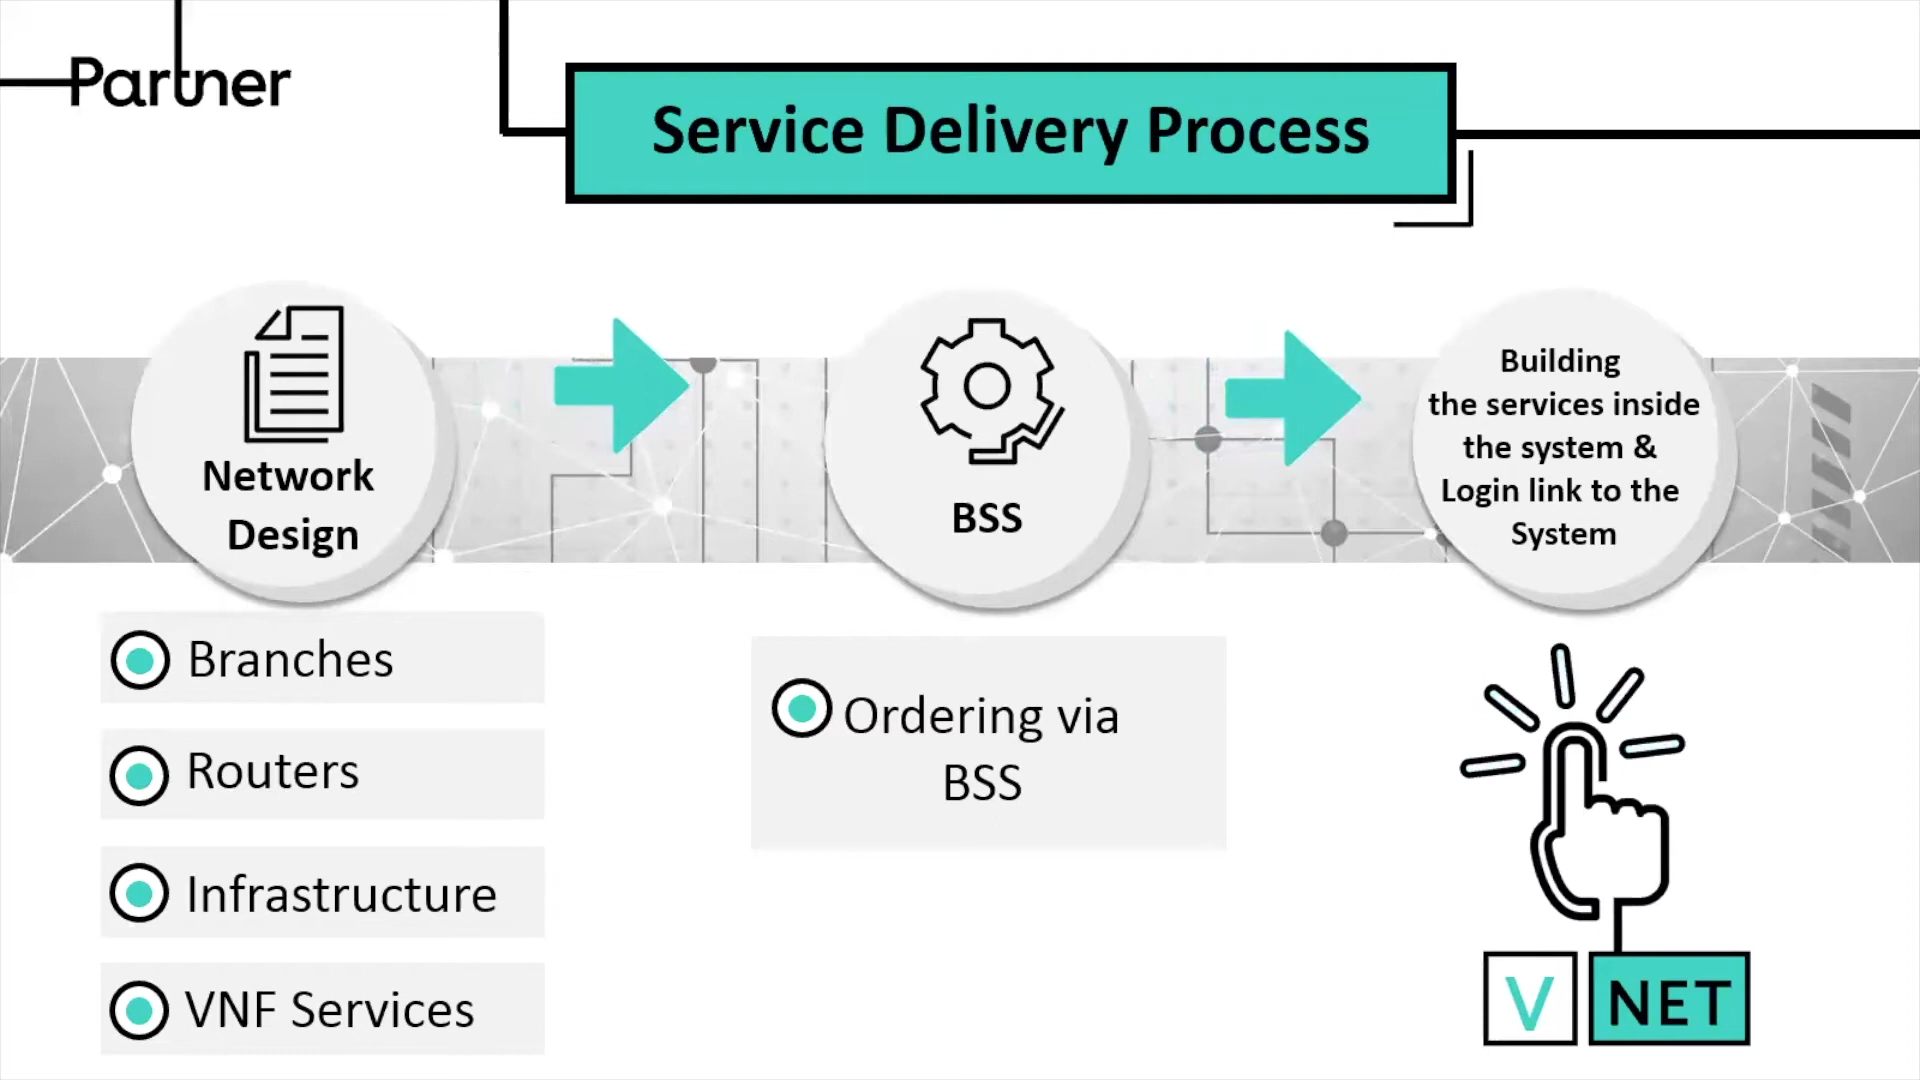 Partner
Service Delivery Process
Network
Design
BSS
Building
the services inside
the system &
Login link to the
System
Branches
Routers
Infrastructure
VNF Services
Ordering via
BSS
V NET